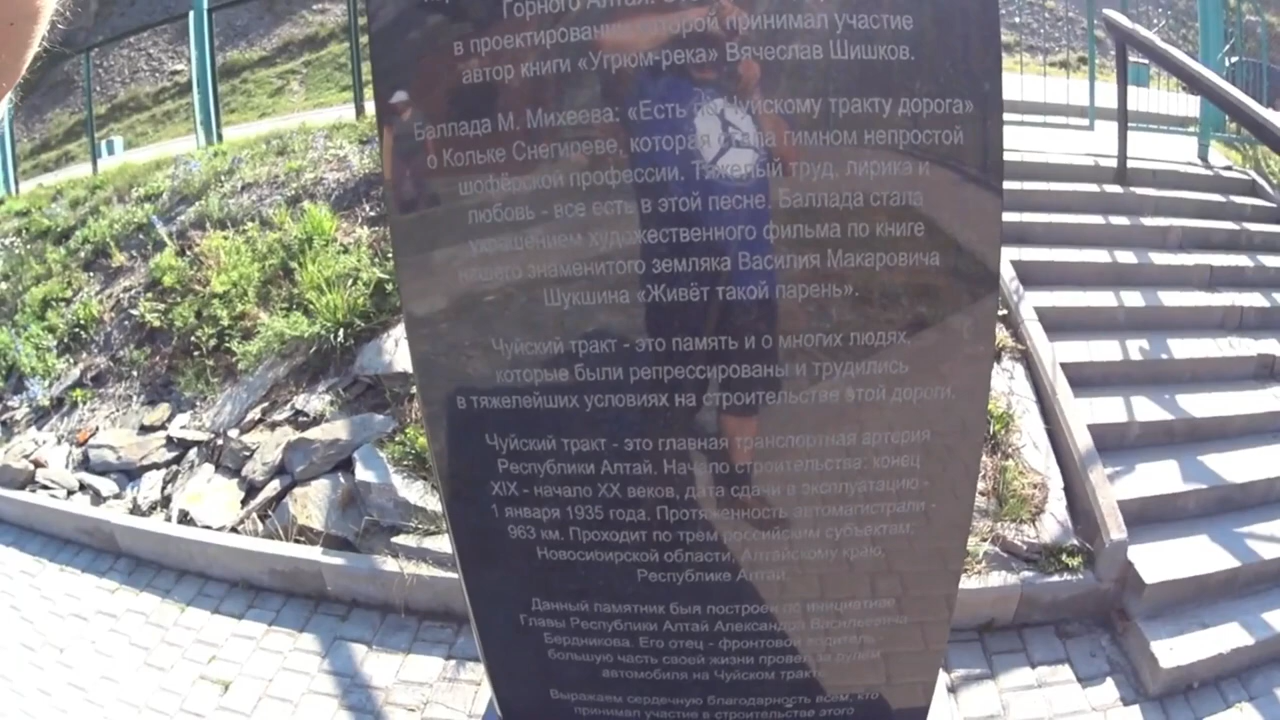 Горного Алтая.
в проектировании которой принимал участие
автор книги «Угрюм-река» Вячеслав Шишков.
Баллада М. Михеева: «Есть по Чуйскому тракту дорога»
о Кольке Снегиреве, которая стала гимном непростой
шофёрской профессии. Тяжелый труд, лирика и
любовь - все есть в этой песне. Баллада стала
украшением художественного фильма по книге
нашего знаменитого земляка Василия Макаровича
Шукшина «Живёт такой парень».
Чуйский тракт - это память и о многих людях,
которые были репрессированы и трудились
в тяжелейших условиях на строительстве этой дороги.
Чуйский тракт - это главная транспортная артерия
Республики Алтай. Начало строительства: конец
XIX - начало XX веков, дата сдачи в эксплуатацию -
1 января 1935 года. Протяженность автомагистрали -
963 км. Проходит по трём российским субъектам:
Новосибирской области, Алтайскому краю,
Республике Алтай.
Данный памятник был построен по инициативе
Главы Республики Алтай Александра Васильевича
Бердникова. Его отец - фронтовой водитель -
большую часть своей жизни провел за рулём
автомобиля на Чуйском тракте.
Выражаем сердечную благодарность всем, кто
принимал участие в строительстве этого